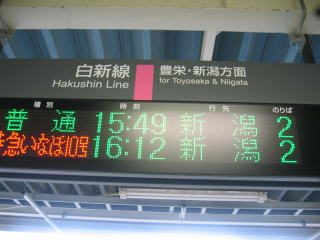 白新線 豊栄・新潟方面
Hakushin Line for Toyosaka & Niigata
種別 時刻 行先 のりば
普通 15:49 新潟 2
急いなほ10号 16:12 新潟 2